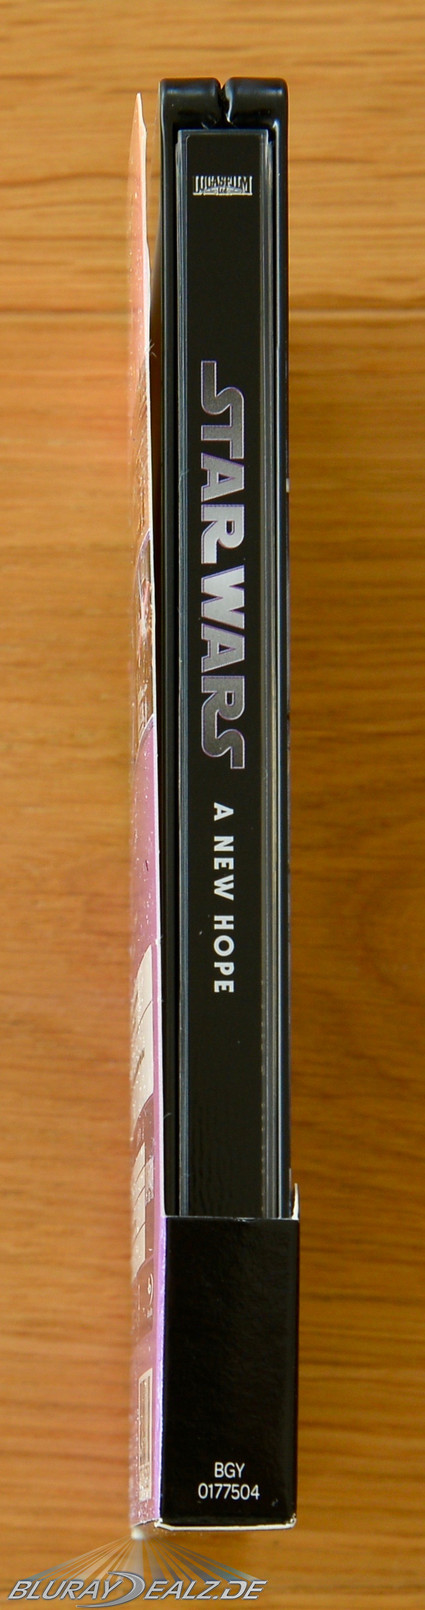 LUCASFILM
STAR WARS
A NEW HOPE
BGY
0177504
BLURAYDEALZ.DE